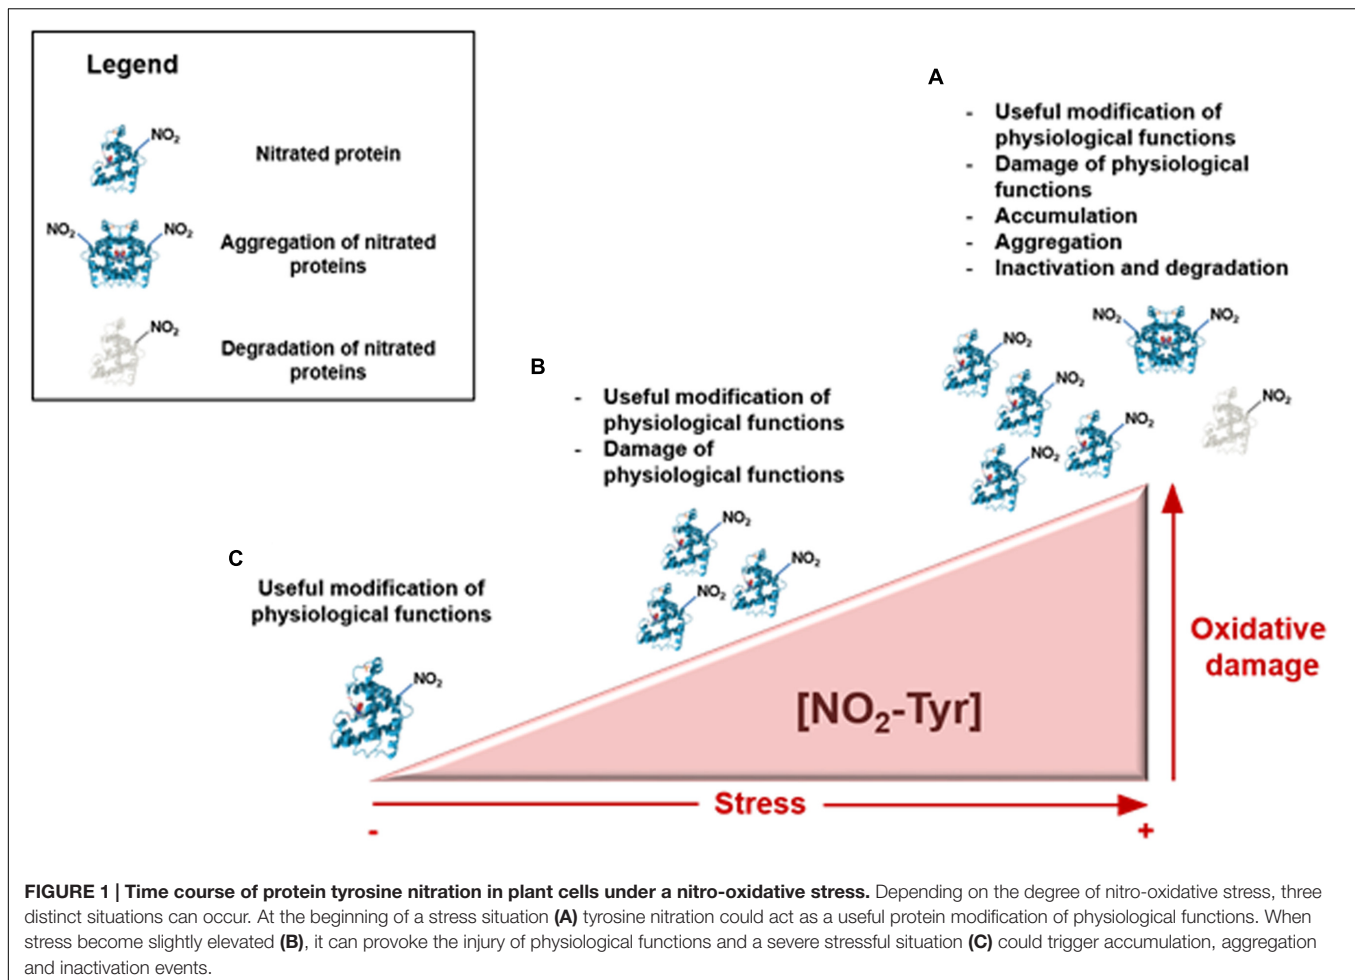 Legend
NO2
Nitrated protein
NO2
NO2
Aggregation of nitrated
proteins
NO2
Degradation of nitrated
proteins
A
- Useful modification of
physiological functions
- Damage of physiological
functions
- Accumulation
- Aggregation
- Inactivation and degradation
NO2
NO2
NO2
NO2
NO2
NO2
NO2
B
- Useful modification of
physiological functions
- Damage of
physiological functions
NO2
NO2
NO2
C
Useful modification of
physiological functions
NO2
[NO2-Tyr]
Oxidative
damage
Stress
-
+
FIGURE 1 | Time course of protein tyrosine nitration in plant cells under a nitro-oxidative stress. Depending on the degree of nitro-oxidative stress, three
distinct situations can occur. At the beginning of a stress situation (A) tyrosine nitration could act as a useful protein modification of physiological functions. When
stress become slightly elevated (B), it can provoke the injury of physiological functions and a severe stressful situation (C) could trigger accumulation, aggregation
and inactivation events.